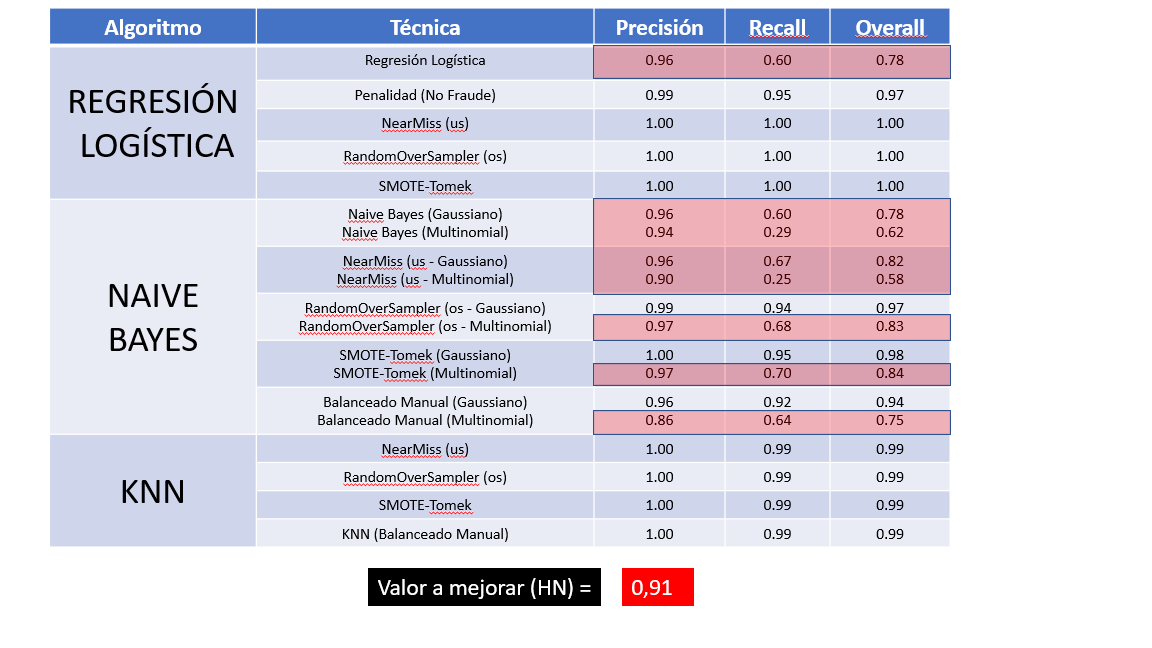 Algoritmo Técnica Precisión Recall Overall
REGRESIÓN
LOGÍSTICA
Regresión Logística 0.96 0.60 0.78
Penalidad (No Fraude) 0.99 0.95 0.97
NearMiss (us) 1.00 1.00 1.00
RandomOverSampler (os) 1.00 1.00 1.00
SMOTE-Tomek 1.00 1.00 1.00
NAIVE
BAYES
Naive Bayes (Gaussiano) 0.96 0.60 0.78
Naive Bayes (Multinomial) 0.94 0.29 0.62
NearMiss (us - Gaussiano) 0.96 0.67 0.82
NearMiss (us - Multinomial) 0.90 0.25 0.58
RandomOverSampler (os - Gaussiano) 0.99 0.94 0.97
RandomOverSampler (os - Multinomial) 0.97 0.68 0.83
SMOTE-Tomek (Gaussiano) 1.00 0.95 0.98
SMOTE-Tomek (Multinomial) 0.97 0.70 0.84
Balanceado Manual (Gaussiano) 0.96 0.92 0.94
Balanceado Manual (Multinomial) 0.86 0.64 0.75
KNN
NearMiss (us) 1.00 0.99 0.99
RandomOverSampler (os) 1.00 0.99 0.99
SMOTE-Tomek 1.00 0.99 0.99
KNN (Balanceado Manual) 1.00 0.99 0.99
Valor a mejorar (HN) = 0,91